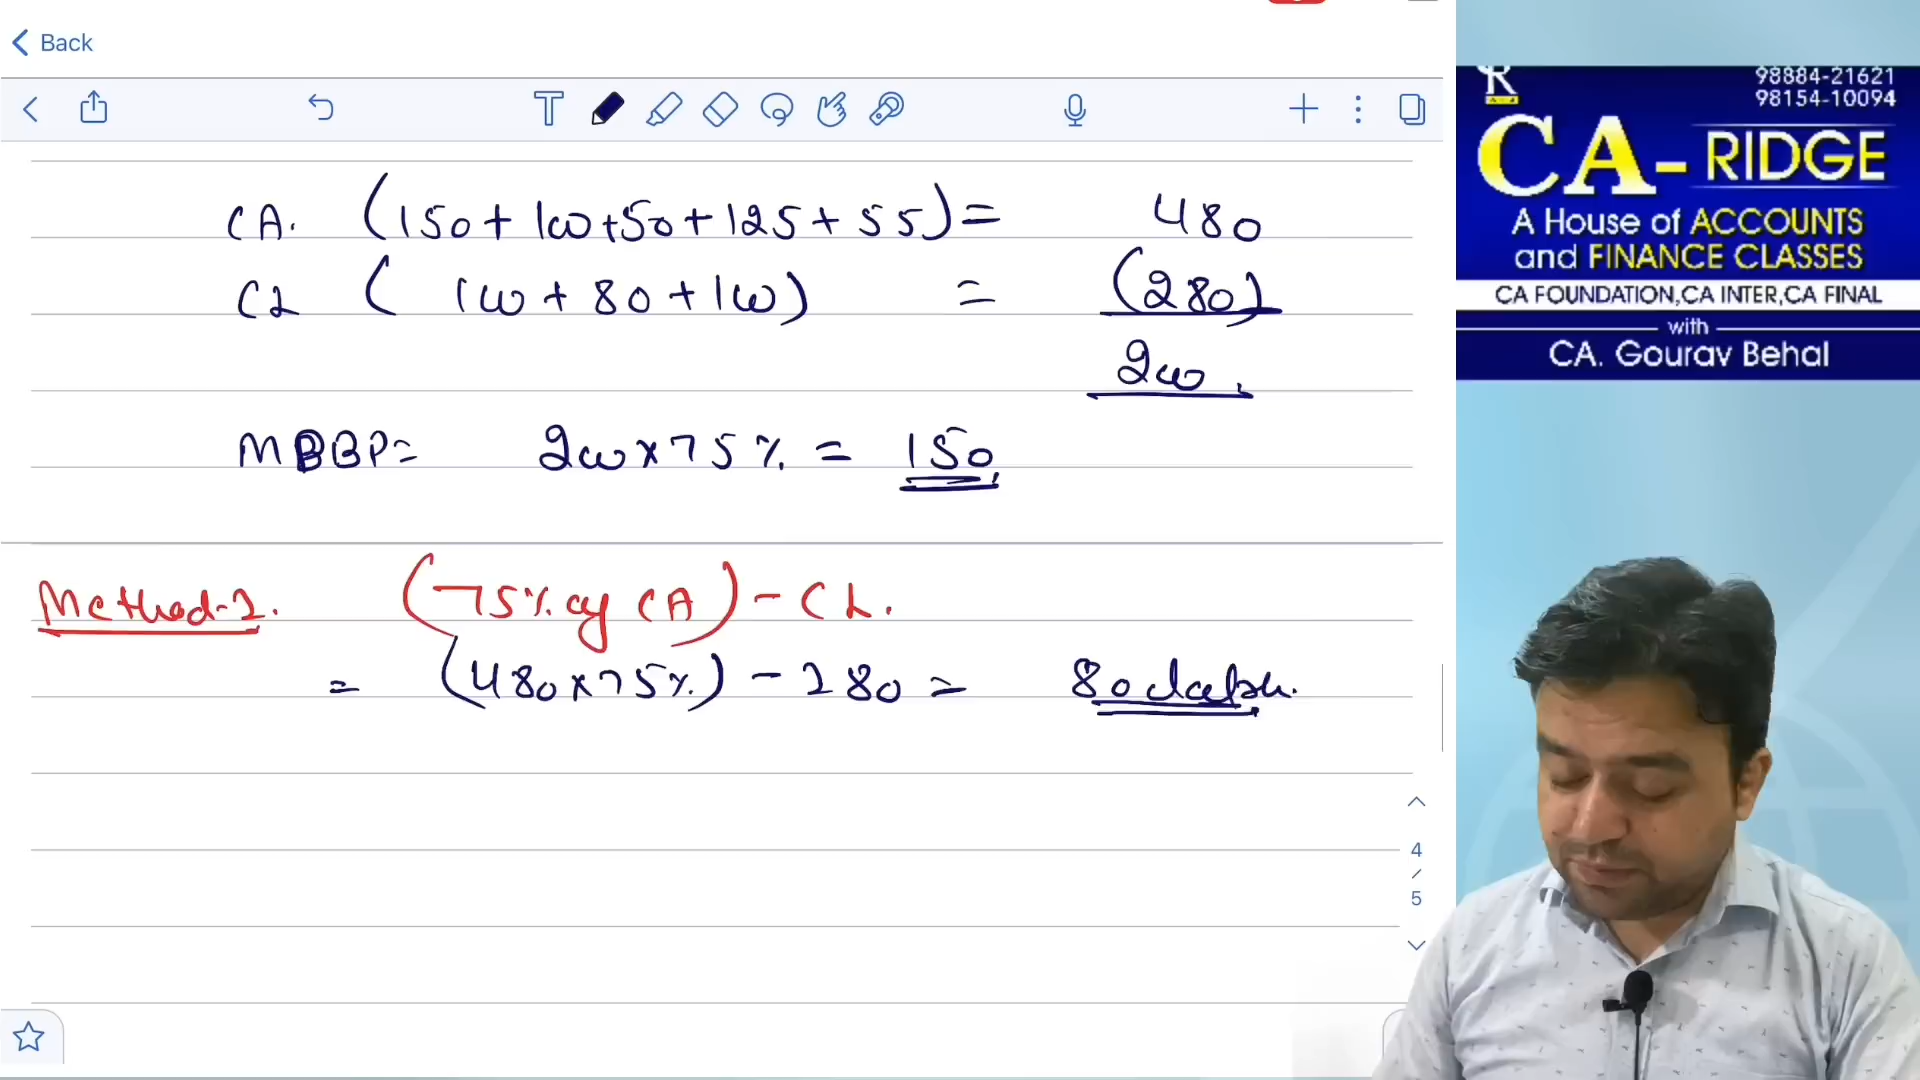 Back
CA. (150+100+50+125+55)= 480
CL ( 100+80+100) = (280)
200.
MPBBP= 200×75% = 150
Method-2. (75% of CA) - CL.
= (480×75%) - 280 = 80 lakh.
4
/
5
R
98884-21621
98154-10094
CA- RIDGE
A House of ACCOUNTS
and FINANCE CLASSES
CA FOUNDATION,CA INTER,CA FINAL
with
CA. Gourav Behal